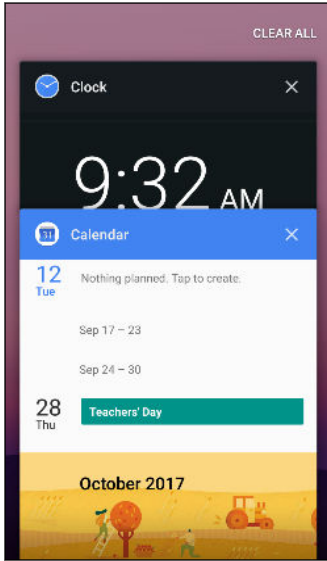 CLEAR ALL
Clock
9:32 AM
31 Calendar
12 Nothing planned. Tap to create.
Tue
Sep 17 – 23
Sep 24 – 30
28 Teachers' Day
Thu
October 2017